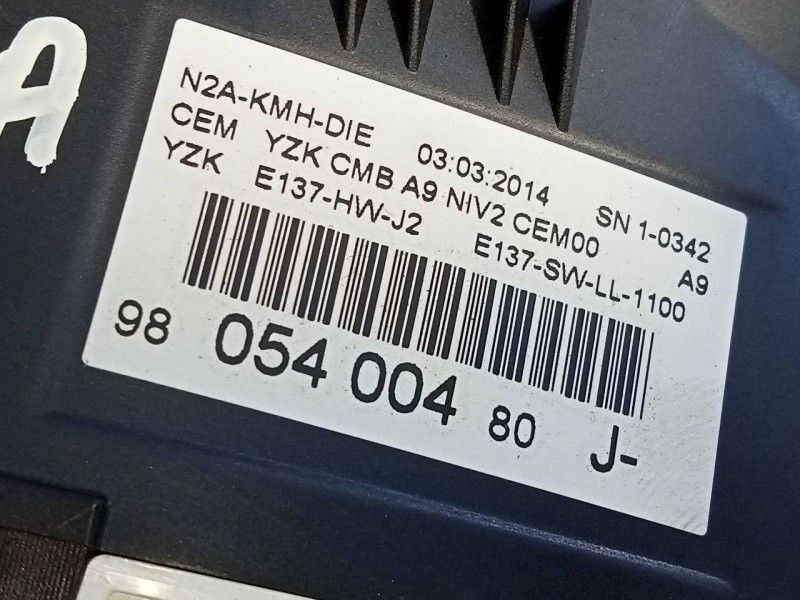 A
N2A-KMH-DIE 03:03:2014 SN 1-0342
CEM YZK CMB A9 NIV2 CEM00 A9
YZK E137-HW-J2 E137-SW-LL-1100
98 054 004 80 J-